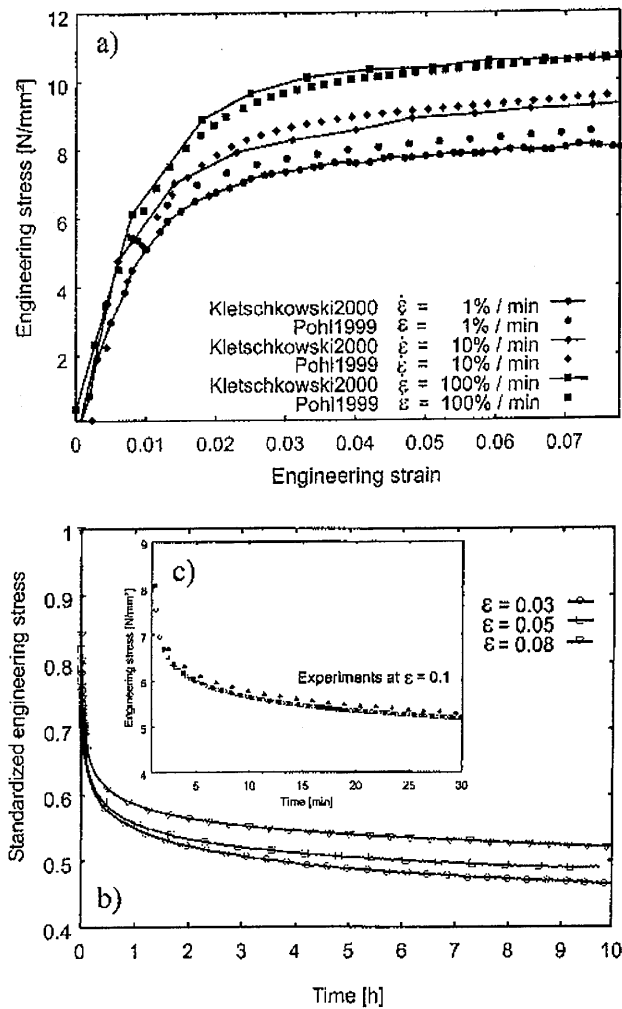 a)
Engineering stress [N/mm²]
12
10
8
6
4
2
Kletschkowski2000 ε̇ = 1% / min
Pohl1999 ε̇ = 1% / min
Kletschkowski2000 ε̇ = 10% / min
Pohl1999 ε̇ = 10% / min
Kletschkowski2000 ε̇ = 100% / min
Pohl1999 ε̇ = 100% / min
0 0.01 0.02 0.03 0.04 0.05 0.06 0.07
Engineering strain
b)
Standardized engineering stress
1
0.9
0.8
0.7
0.6
0.5
0.4
ε = 0.03
ε = 0.05
ε = 0.08
c)
Engineering stress [N/mm²]
9
8
7
6
5
4
Experiments at ε = 0.1
5 10 15 20 25 30
Time [min]
0 1 2 3 4 5 6 7 8 9 10
Time [h]